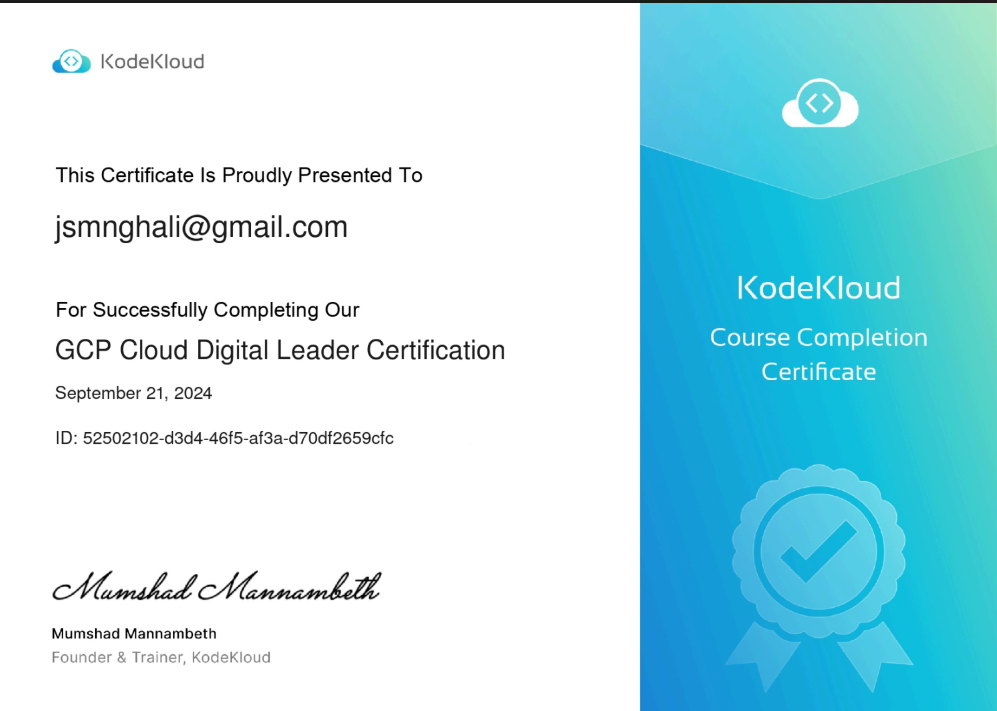 KodeKloud
This Certificate Is Proudly Presented To
jsmnghali@gmail.com
For Successfully Completing Our
GCP Cloud Digital Leader Certification
September 21, 2024
ID: 52502102-d3d4-46f5-af3a-d70df2659cfc
Mumshad Mannambeth
Mumshad Mannambeth
Founder & Trainer, KodeKloud
KodeKloud
Course Completion
Certificate